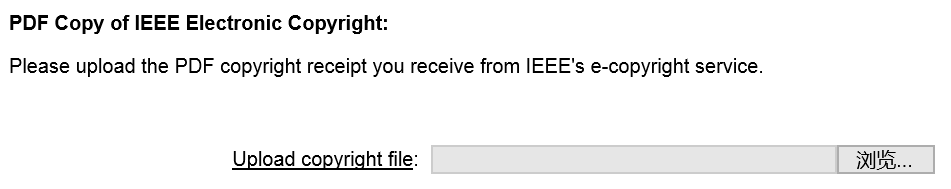 PDF Copy of IEEE Electronic Copyright:
Please upload the PDF copyright receipt you receive from IEEE's e-copyright service.
Upload copyright file: 浏览...